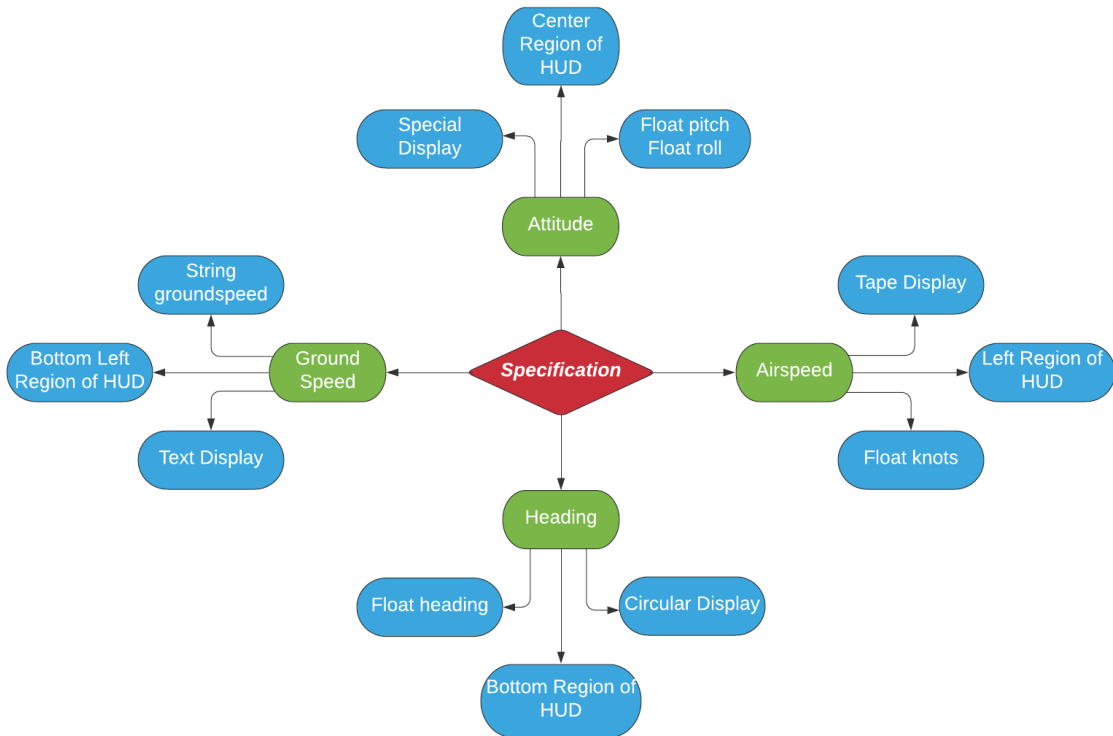 Center
Region of
HUD
Special
Display
Float pitch
Float roll
Attitude
String
groundspeed
Tape Display
Bottom Left
Region of HUD
Ground
Speed
Specification
Airspeed
Left Region of
HUD
Text Display
Float knots
Heading
Float heading
Circular Display
Bottom Region of
HUD